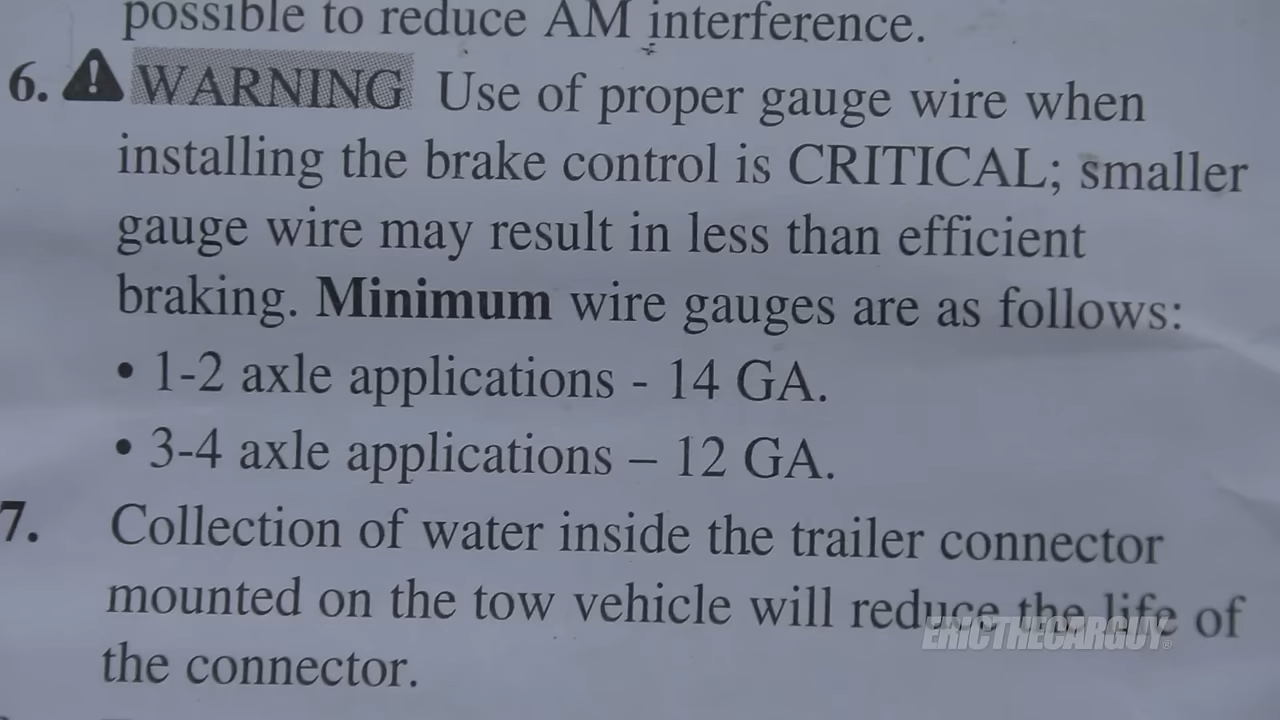 possible to reduce AM interference.
6. WARNING Use of proper gauge wire when
installing the brake control is CRITICAL; smaller
gauge wire may result in less than efficient
braking. Minimum wire gauges are as follows:
• 1-2 axle applications - 14 GA.
• 3-4 axle applications – 12 GA.
7. Collection of water inside the trailer connector
mounted on the tow vehicle will reduce the life of
the connector.
ERICTHECARGUY®